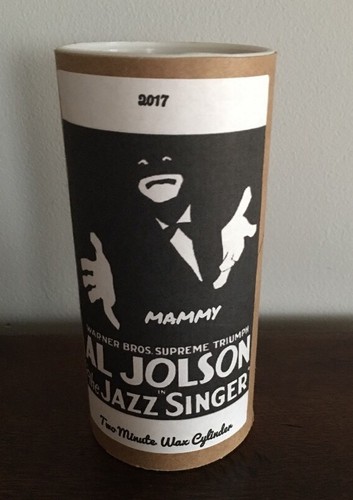 2017
MAMMY
WARNER BROS. SUPREME TRIUMPH
AL JOLSON
IN
the JAZZ SINGER
Two Minute Wax Cylinder